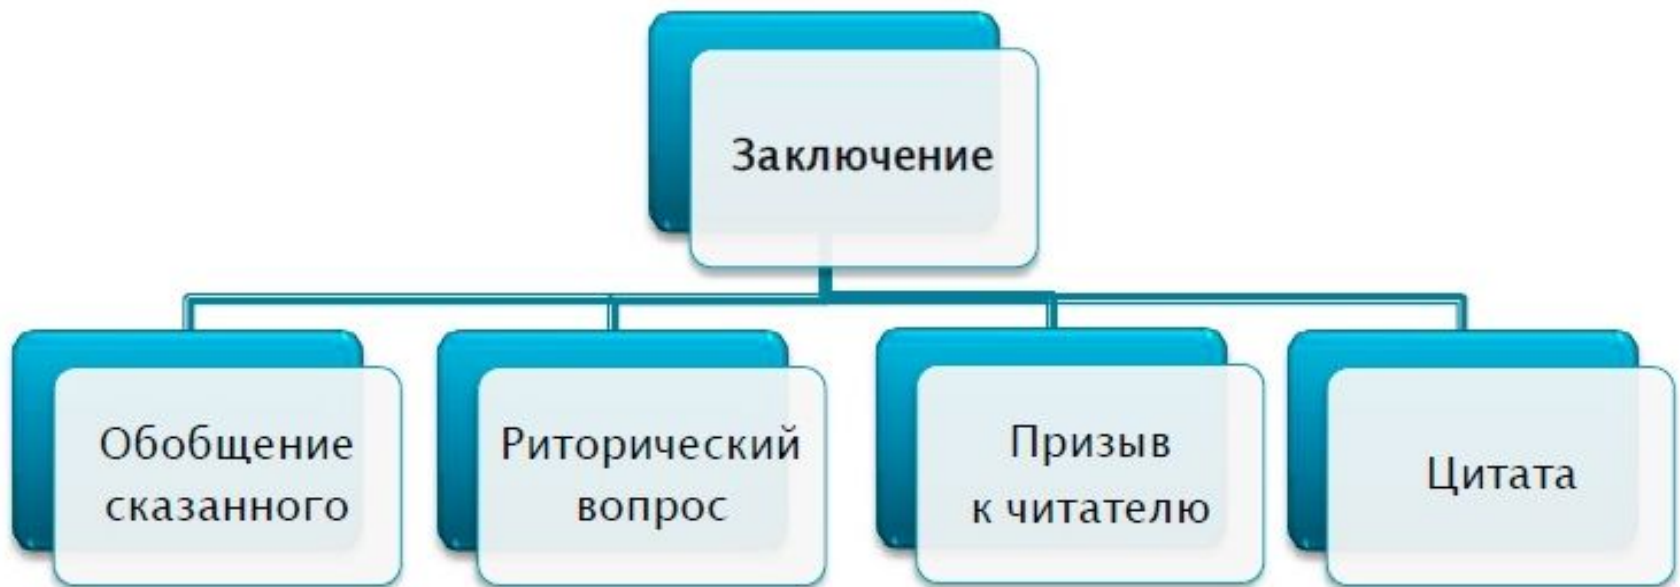 Заключение
Обобщение
сказанного
Риторический
вопрос
Призыв
к читателю
Цитата